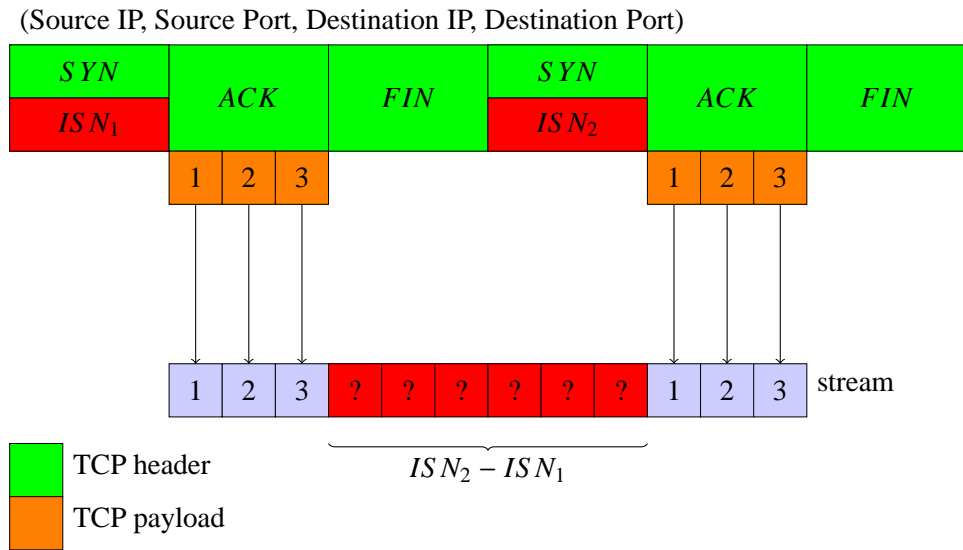 (Source IP, Source Port, Destination IP, Destination Port)
SYN ACK FIN SYN ACK FIN
ISN₁ ISN₂
1 2 3 1 2 3
1 2 3 ? ? ? ? ? ? 1 2 3 stream
ISN₂ − ISN₁
TCP header
TCP payload